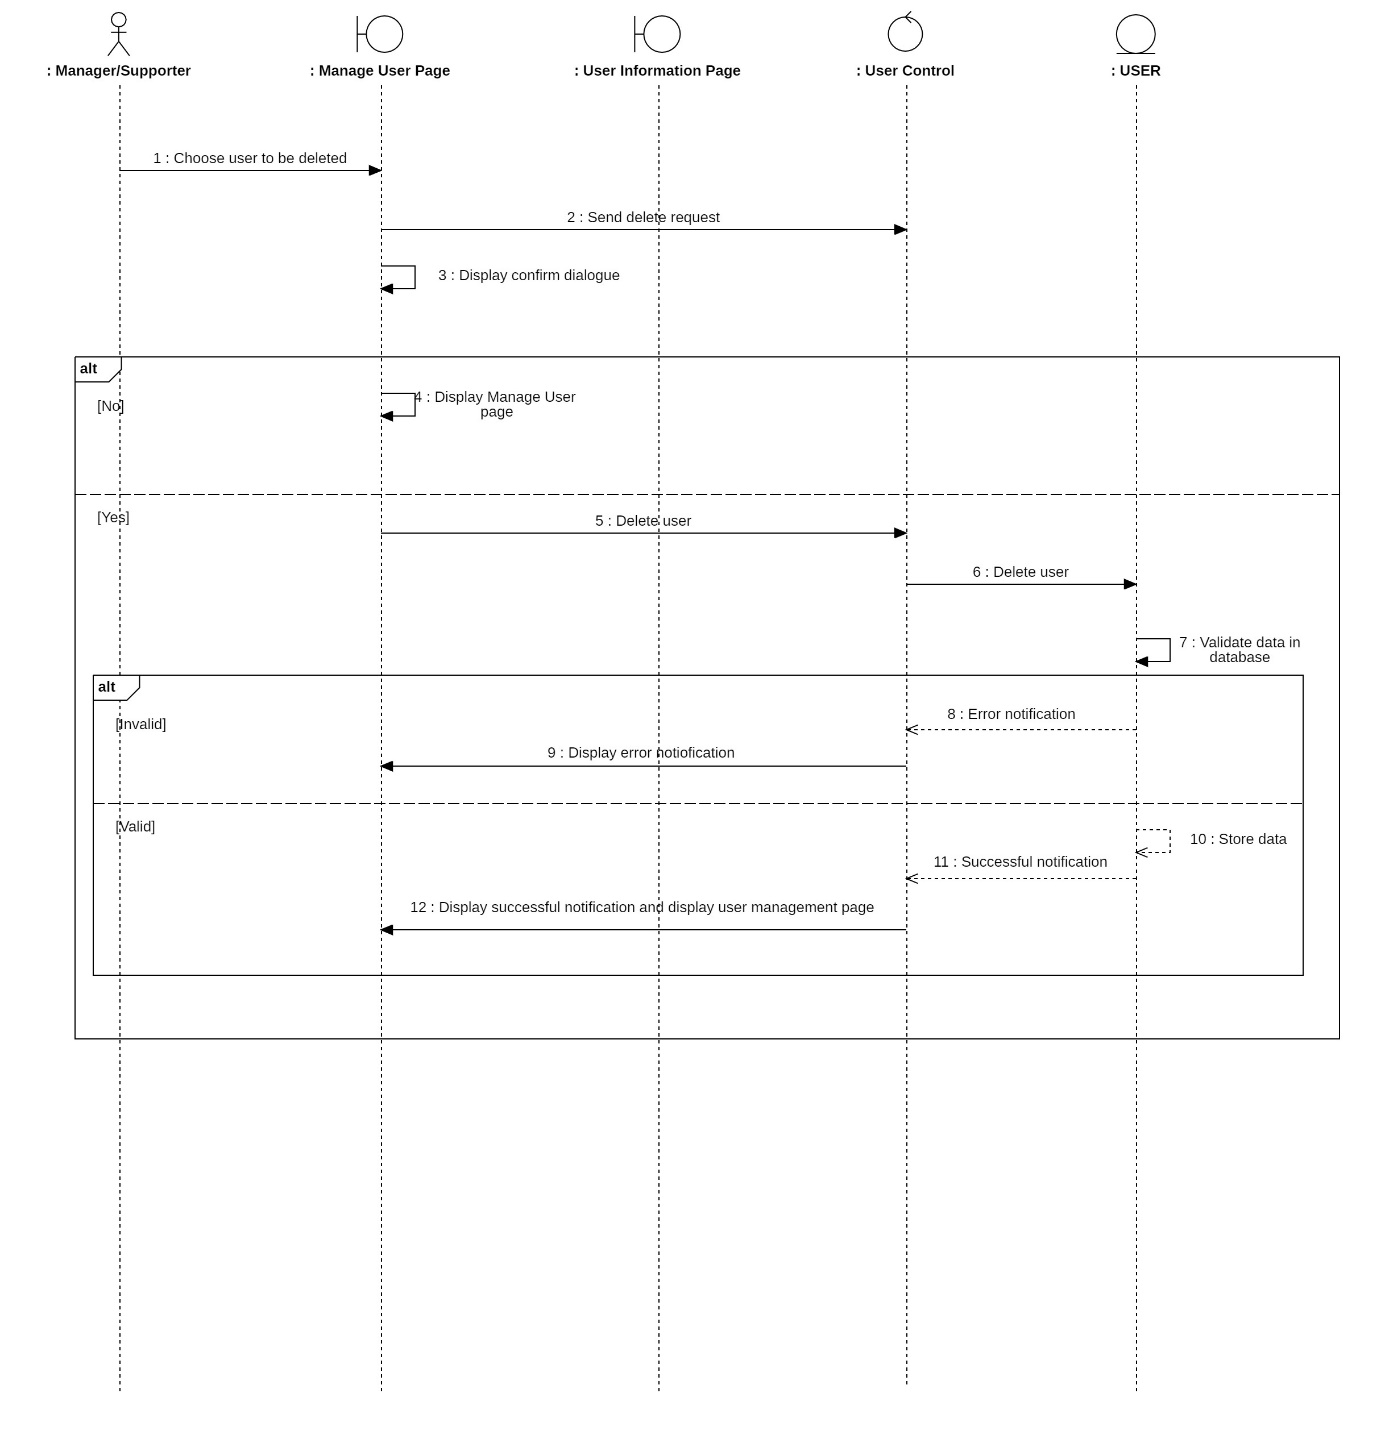 : Manager/Supporter
: Manage User Page
: User Information Page
: User Control
: USER
1 : Choose user to be deleted
2 : Send delete request
3 : Display confirm dialogue
alt
[No]
4 : Display Manage User
page
[Yes]
5 : Delete user
6 : Delete user
7 : Validate data in
database
alt
[Invalid]
8 : Error notification
9 : Display error notiofication
[Valid]
10 : Store data
11 : Successful notification
12 : Display successful notification and display user management page